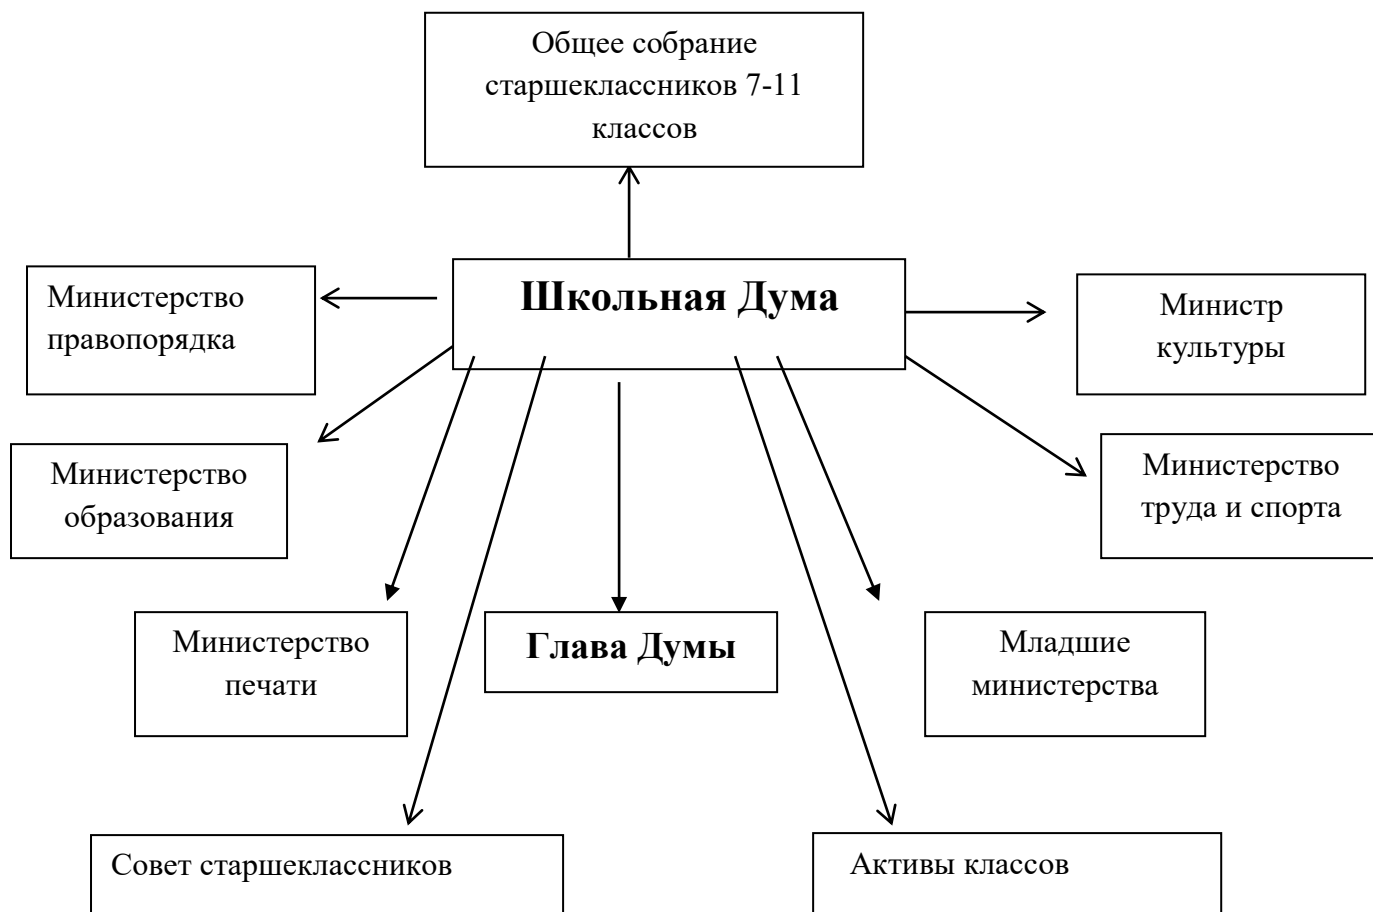 Общее собрание
старшеклассников 7-11
классов
Школьная Дума
Министерство
правопорядка
Министр
культуры
Министерство
образования
Министерство
труда и спорта
Министерство
печати
Глава Думы
Младшие
министерства
Совет старшеклассников
Активы классов